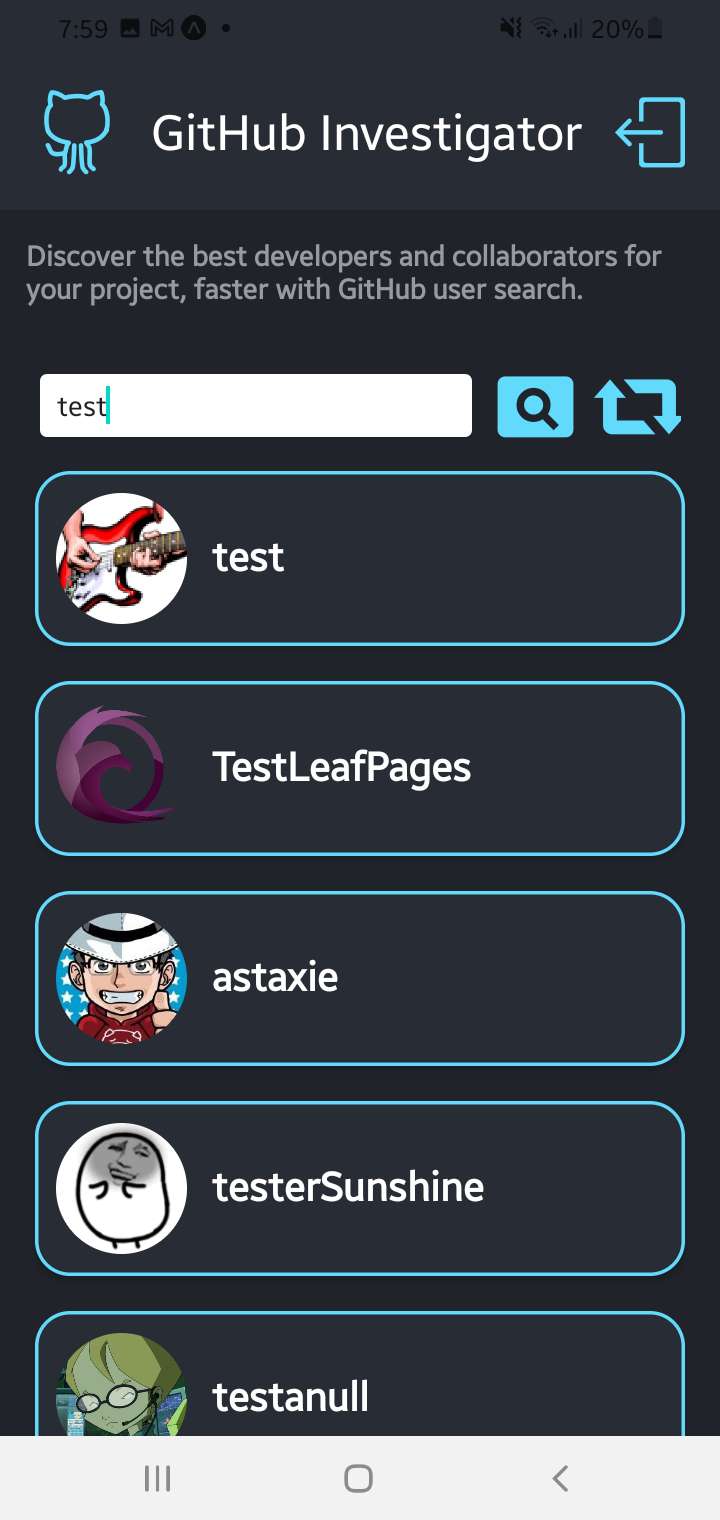 7:59
20%
GitHub Investigator
Discover the best developers and collaborators for
your project, faster with GitHub user search.
test
test
TestLeafPages
astaxie
testerSunshine
testanull